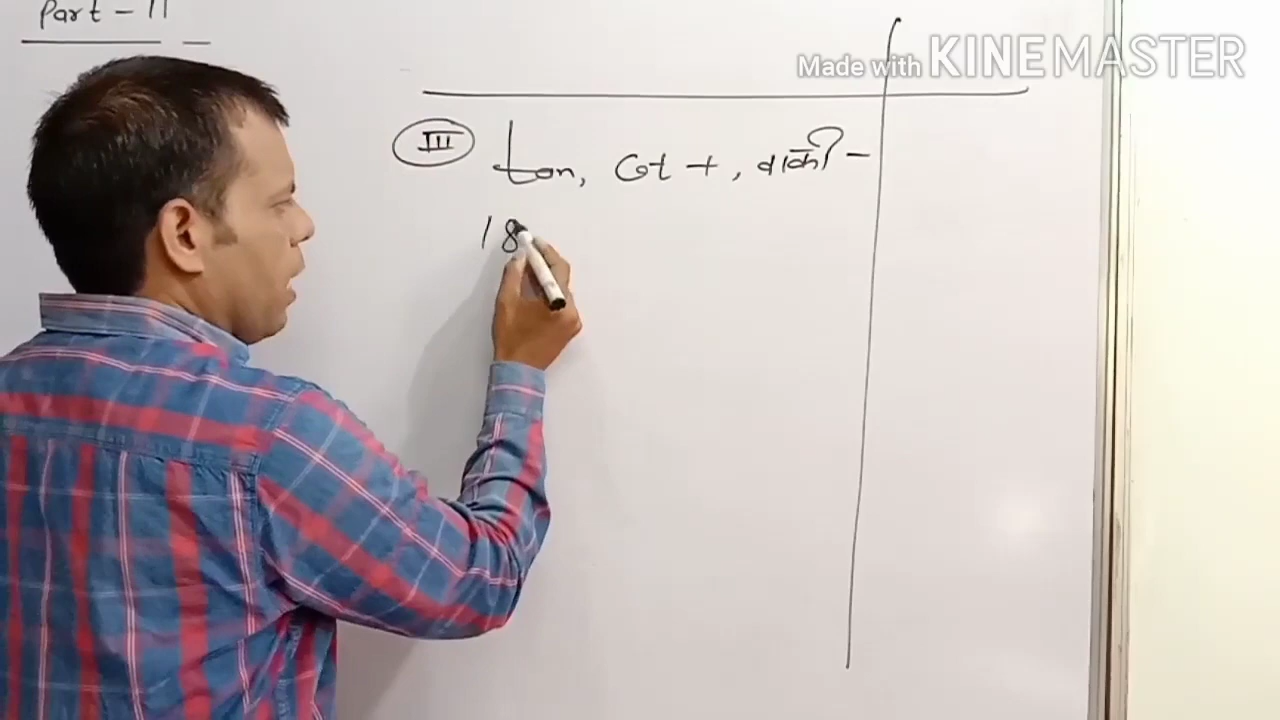 Part - II
Made with KINEMASTER
III tan, Cot +, बाकी -
18